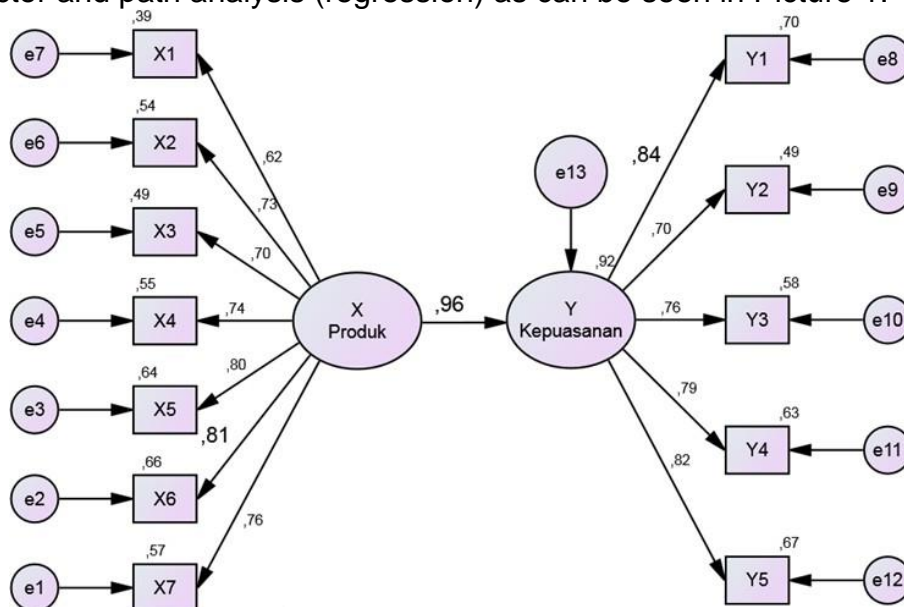 ctor and path analysis (regression) as can be seen in Picture 1.
,39
e7
X1
,62
,54
e6
X2
,73
,49
e5
X3
,70
,55
e4
X4
,74
,64
e3
X5
,80
,66
e2
X6
,81
,57
e1
X7
,76
X
Produk
,96
e13
,92
Y
Kepuasanan
,84
,70
Y1
e8
,70
,49
Y2
e9
,76
,58
Y3
e10
,79
,63
Y4
e11
,82
,67
Y5
e12